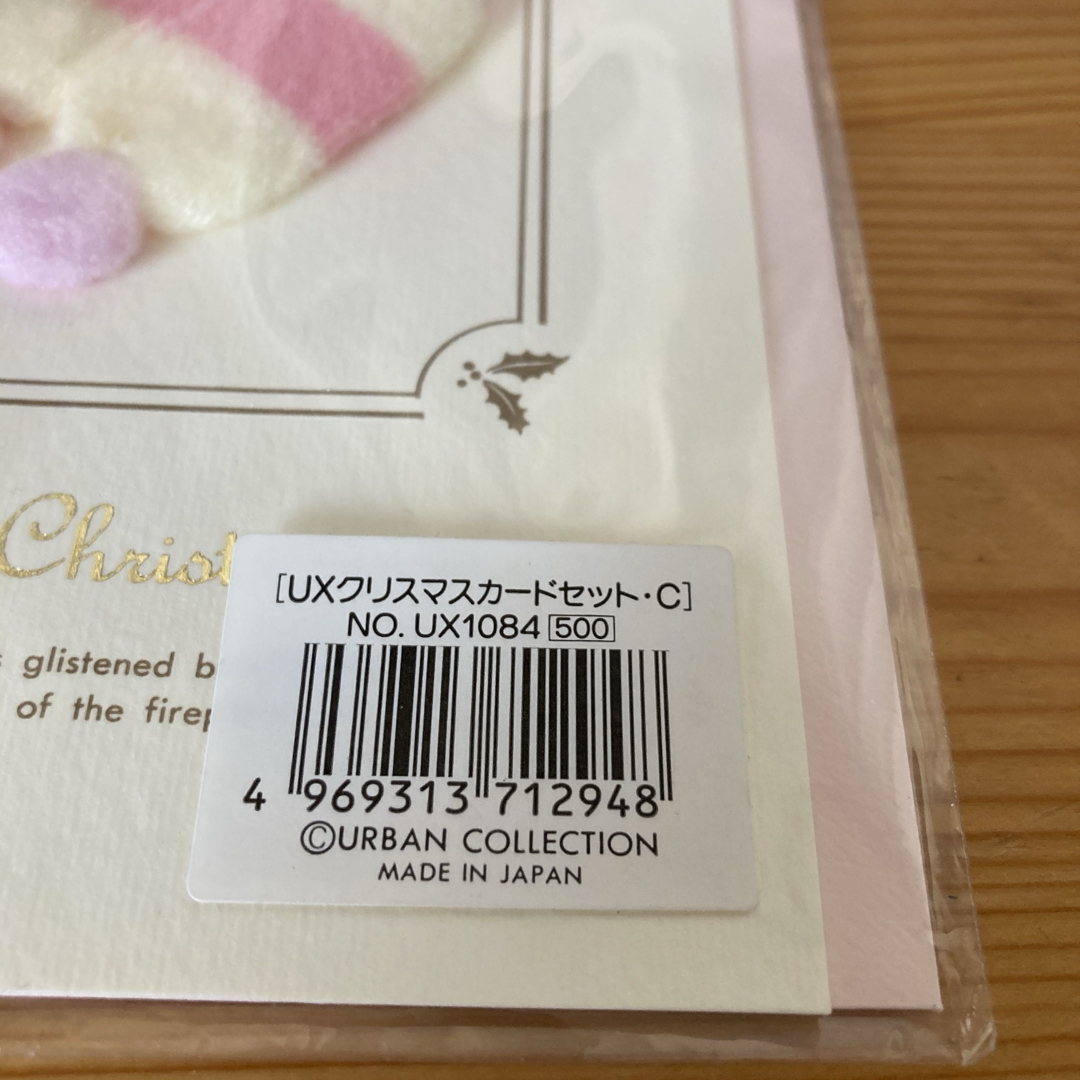 Christ
[UXクリスマスカードセット・C]
NO. UX1084 500
glistened b
of the firep
4 969313 712948
©URBAN COLLECTION
MADE IN JAPAN